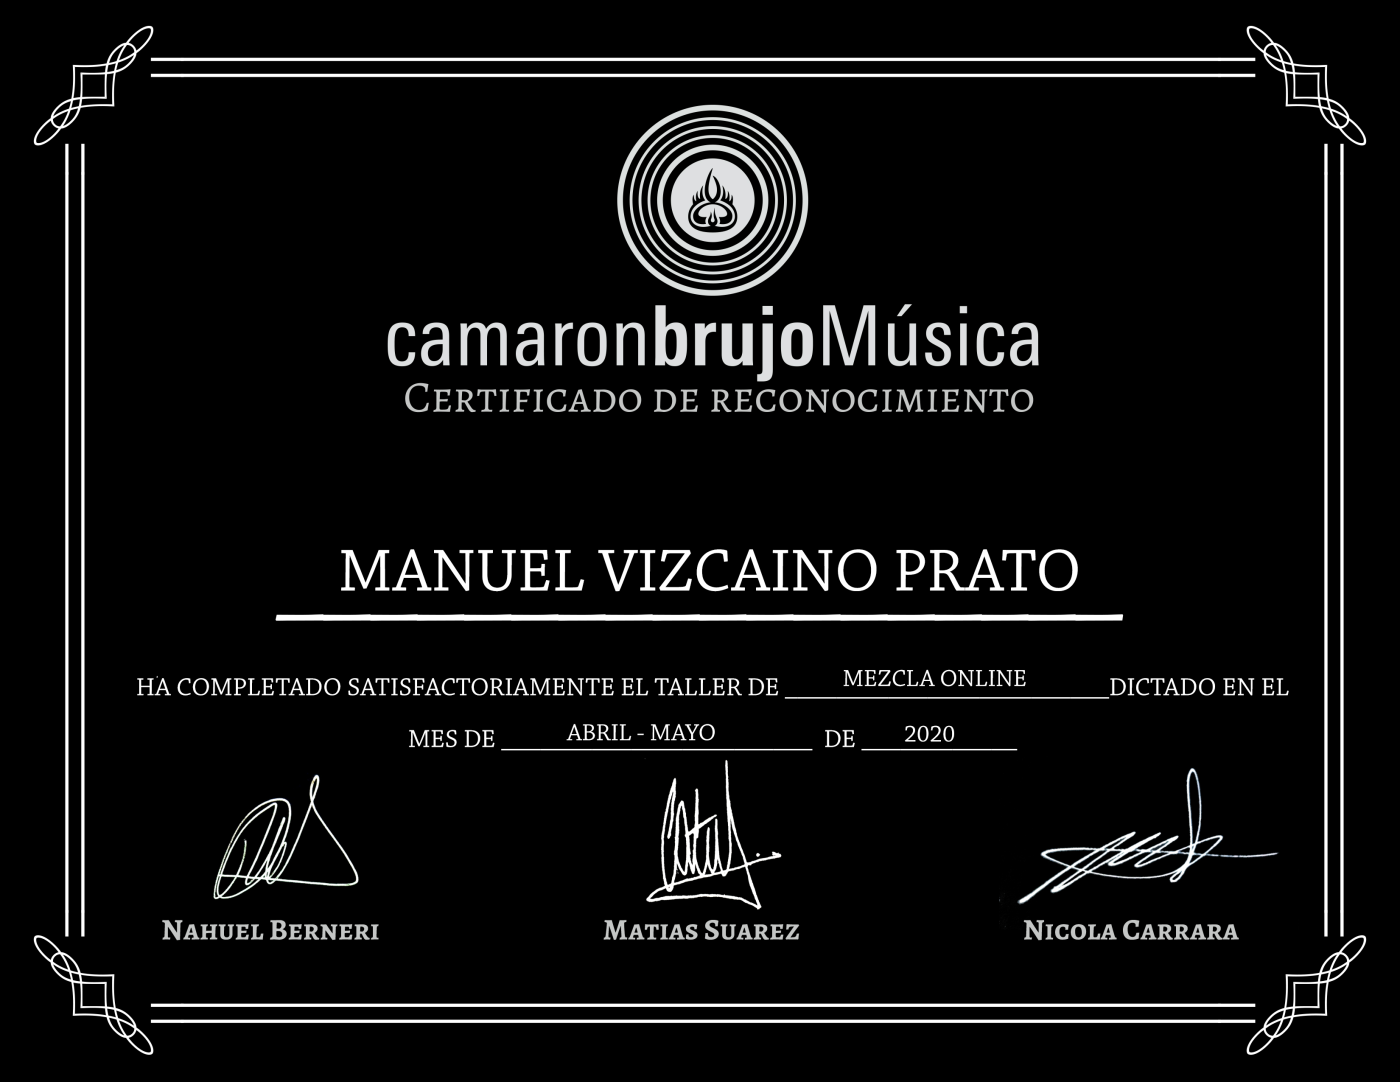 camaronbrujoMúsica
CERTIFICADO DE RECONOCIMIENTO
MANUEL VIZCAINO PRATO
HA COMPLETADO SATISFACTORIAMENTE EL TALLER DE MEZCLA ONLINE DICTADO EN EL
MES DE ABRIL - MAYO DE 2020
NAHUEL BERNERI MATIAS SUAREZ NICOLA CARRARA